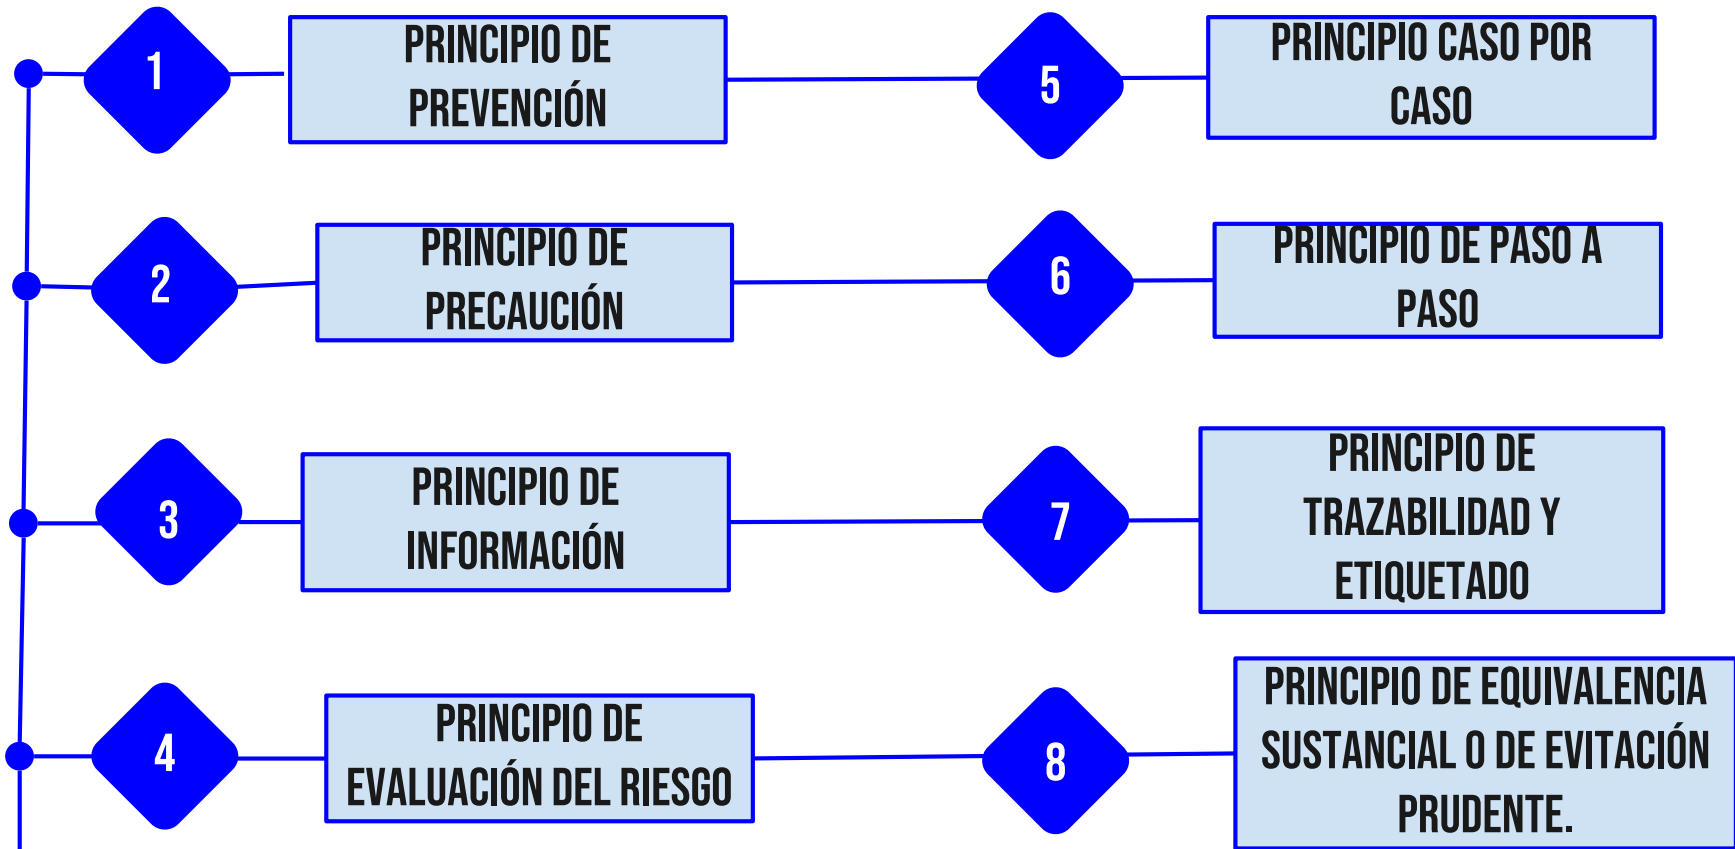 1
PRINCIPIO DE
PREVENCIÓN
5
PRINCIPIO CASO POR
CASO
2
PRINCIPIO DE
PRECAUCIÓN
6
PRINCIPIO DE PASO A
PASO
3
PRINCIPIO DE
INFORMACIÓN
7
PRINCIPIO DE
TRAZABILIDAD Y
ETIQUETADO
4
PRINCIPIO DE
EVALUACIÓN DEL RIESGO
8
PRINCIPIO DE EQUIVALENCIA
SUSTANCIAL O DE EVITACIÓN
PRUDENTE.